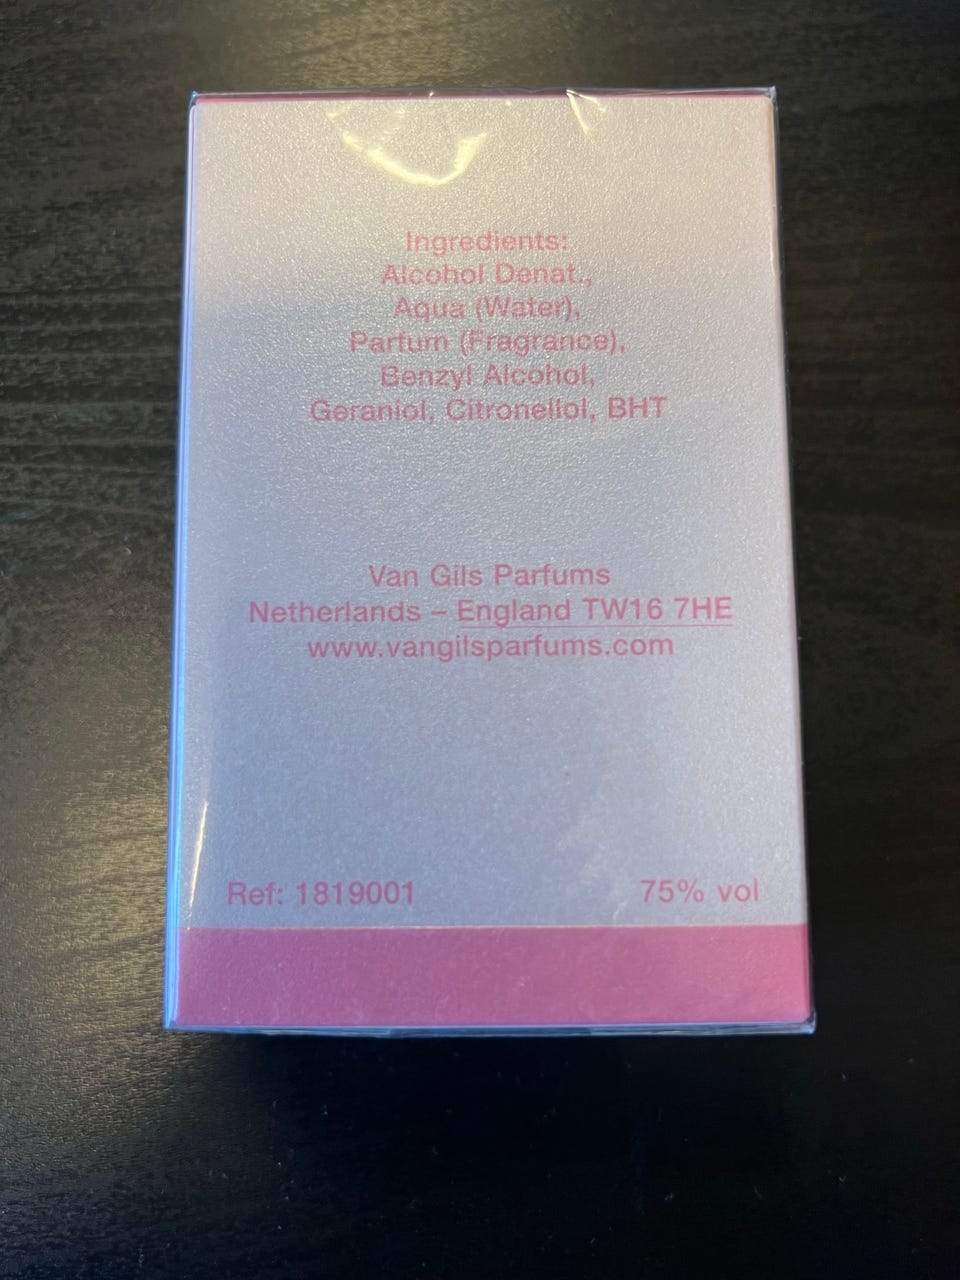 Ingredients:
Alcohol Denat.,
Aqua (Water),
Parfum (Fragrance),
Benzyl Alcohol,
Geraniol, Citronellol, BHT
Van Gils Parfums
Netherlands – England TW16 7HE
www.vangilsparfums.com
Ref: 1819001 75% vol